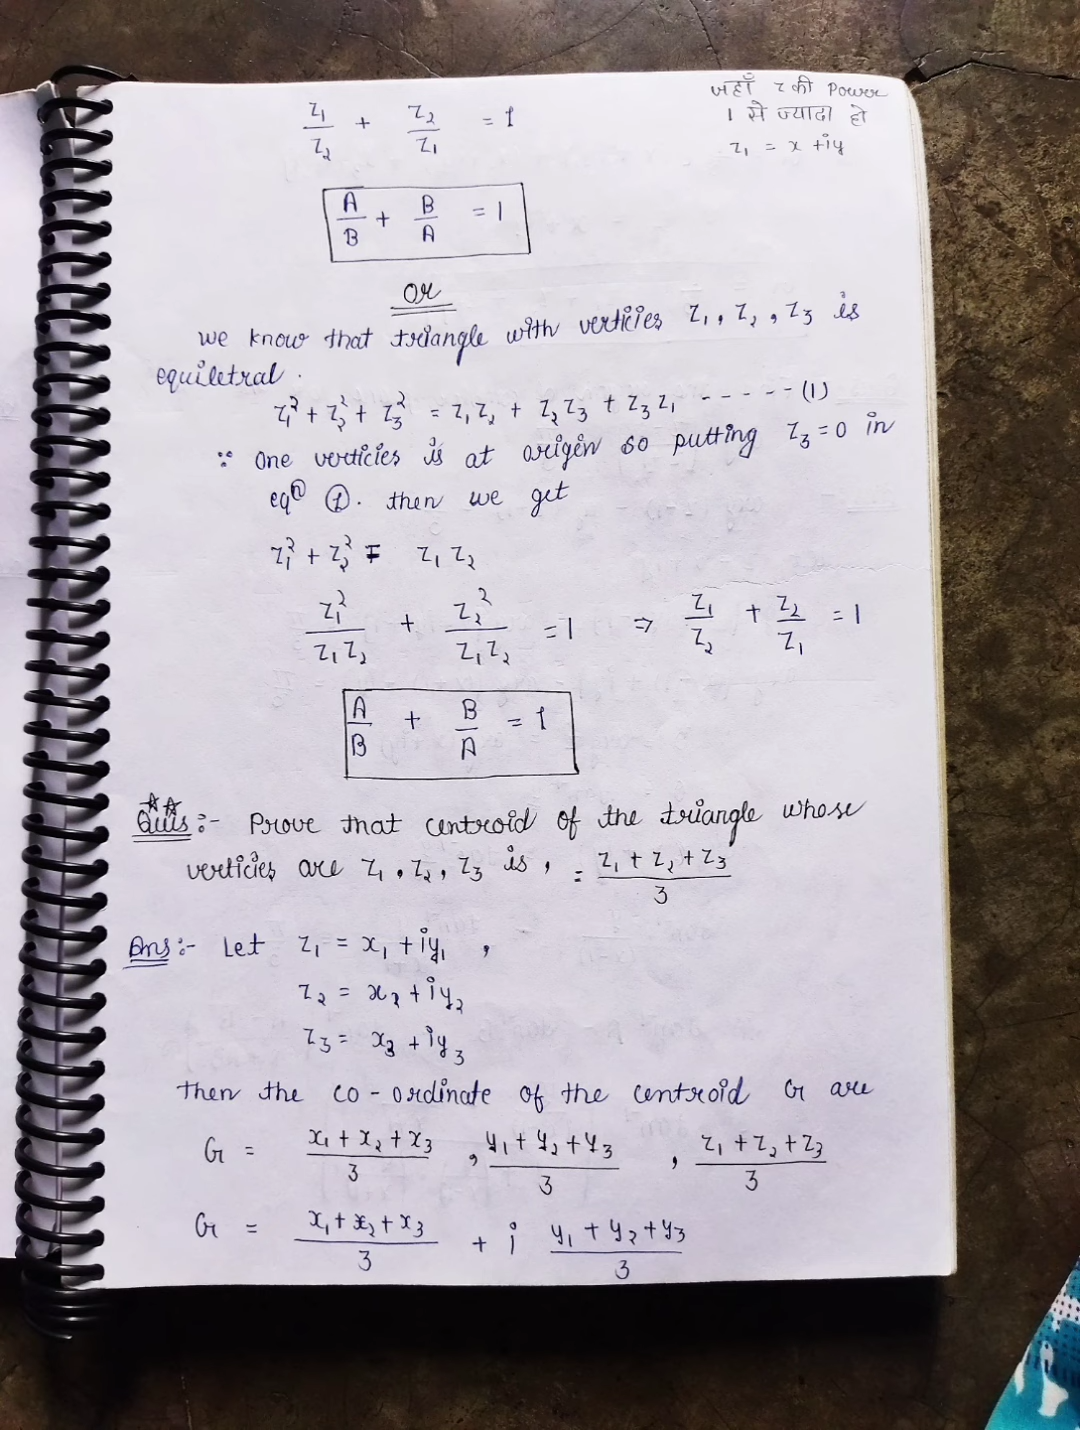 जहाँ z की Power
1 से ज्यादा हो
z₁ = x + iy
z₁/z₂ + z₂/z₁ = 1
A/B + B/A = 1
or
we know that triangle with verticies z₁, z₂, z₃ is
equiletral.
z₁² + z₂² + z₃² = z₁z₂ + z₂z₃ + z₃z₁ ----- (1)
∵ one verticies is at origin so putting z₃ = 0 in
eqⁿ ①. then we get
z₁² + z₂² = z₁ z₂
z₁²/z₁z₂ + z₂²/z₁z₂ = 1 ⇒ z₁/z₂ + z₂/z₁ = 1
A/B + B/A = 1
Quis :- Prove that centroid of the triangle whose
verticies are z₁, z₂, z₃ is, = z₁ + z₂ + z₃/3
Ans :- Let z₁ = x₁ + iy₁,
z₂ = x₂ + iy₂
z₃ = x₃ + iy₃
then the co-ordinate of the centroid G are
G = x₁ + x₂ + x₃/3, y₁ + y₂ + y₃/3, z₁ + z₂ + z₃/3
G = x₁ + x₂ + x₃/3 + i y₁ + y₂ + y₃/3